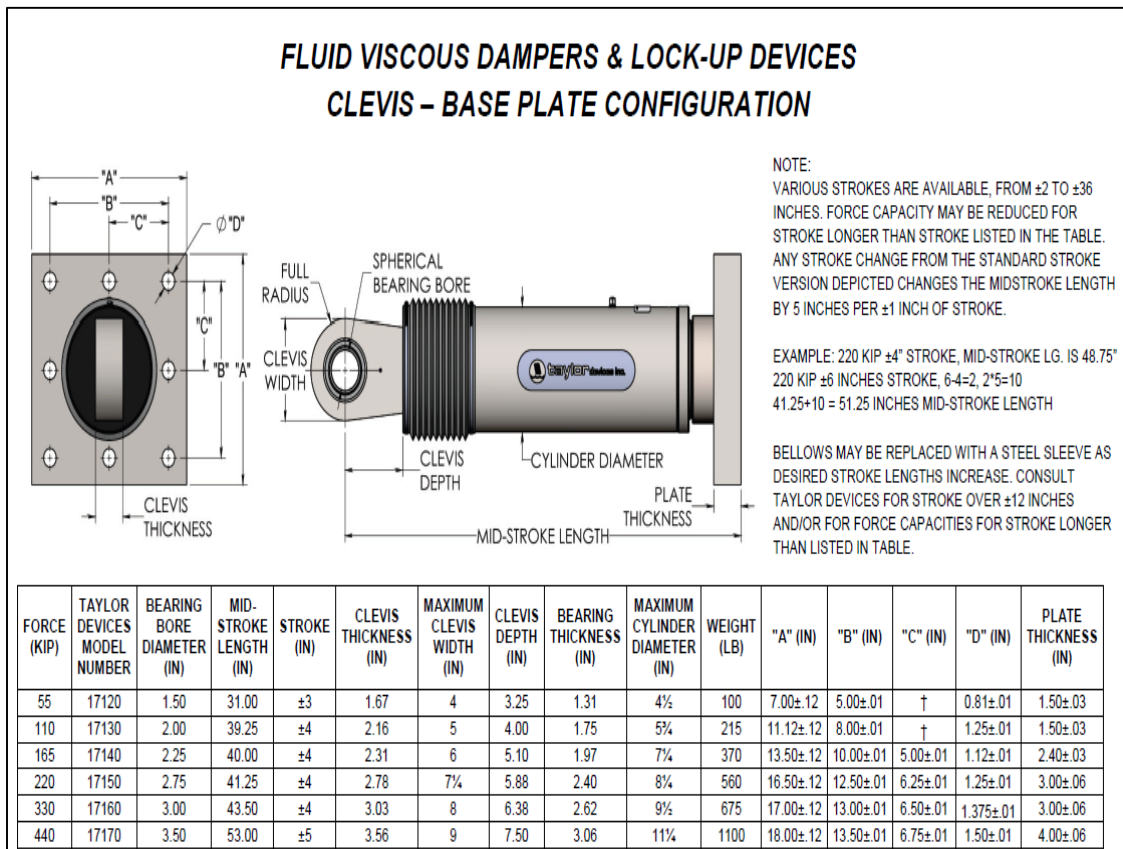 FLUID VISCOUS DAMPERS & LOCK-UP DEVICES
CLEVIS – BASE PLATE CONFIGURATION
"A"
"B"
"C"
Ø "D"
"C"
"B"
"A"
CLEVIS
THICKNESS
FULL
RADIUS
SPHERICAL
BEARING BORE
CLEVIS
WIDTH
taylor devices inc.
CLEVIS
DEPTH
CYLINDER DIAMETER
PLATE
THICKNESS
MID-STROKE LENGTH
NOTE:
VARIOUS STROKES ARE AVAILABLE, FROM ±2 TO ±36
INCHES. FORCE CAPACITY MAY BE REDUCED FOR
STROKE LONGER THAN STROKE LISTED IN THE TABLE.
ANY STROKE CHANGE FROM THE STANDARD STROKE
VERSION DEPICTED CHANGES THE MIDSTROKE LENGTH
BY 5 INCHES PER ±1 INCH OF STROKE.
EXAMPLE: 220 KIP ±4" STROKE, MID-STROKE LG. IS 48.75"
220 KIP ±6 INCHES STROKE, 6-4=2, 2*5=10
41.25+10 = 51.25 INCHES MID-STROKE LENGTH
BELLOWS MAY BE REPLACED WITH A STEEL SLEEVE AS
DESIRED STROKE LENGTHS INCREASE. CONSULT
TAYLOR DEVICES FOR STROKE OVER ±12 INCHES
AND/OR FOR FORCE CAPACITIES FOR STROKE LONGER
THAN LISTED IN TABLE.
FORCE (KIP) TAYLOR DEVICES MODEL NUMBER BEARING BORE DIAMETER (IN) MID-STROKE LENGTH (IN) STROKE (IN) CLEVIS THICKNESS (IN) MAXIMUM CLEVIS WIDTH (IN) CLEVIS DEPTH (IN) BEARING THICKNESS (IN) MAXIMUM CYLINDER DIAMETER (IN) WEIGHT (LB) "A" (IN) "B" (IN) "C" (IN) "D" (IN) PLATE THICKNESS (IN)
55 17120 1.50 31.00 ±3 1.67 4 3.25 1.31 4½ 100 7.00±.12 5.00±.01 † 0.81±.01 1.50±.03
110 17130 2.00 39.25 ±4 2.16 5 4.00 1.75 5¾ 215 11.12±.12 8.00±.01 † 1.25±.01 1.50±.03
165 17140 2.25 40.00 ±4 2.31 6 5.10 1.97 7¼ 370 13.50±.12 10.00±.01 5.00±.01 1.12±.01 2.40±.03
220 17150 2.75 41.25 ±4 2.78 7¼ 5.88 2.40 8¼ 560 16.50±.12 12.50±.01 6.25±.01 1.25±.01 3.00±.06
330 17160 3.00 43.50 ±4 3.03 8 6.38 2.62 9½ 675 17.00±.12 13.00±.01 6.50±.01 1.375±.01 3.00±.06
440 17170 3.50 53.00 ±5 3.56 9 7.50 3.06 11¼ 1100 18.00±.12 13.50±.01 6.75±.01 1.50±.01 4.00±.06